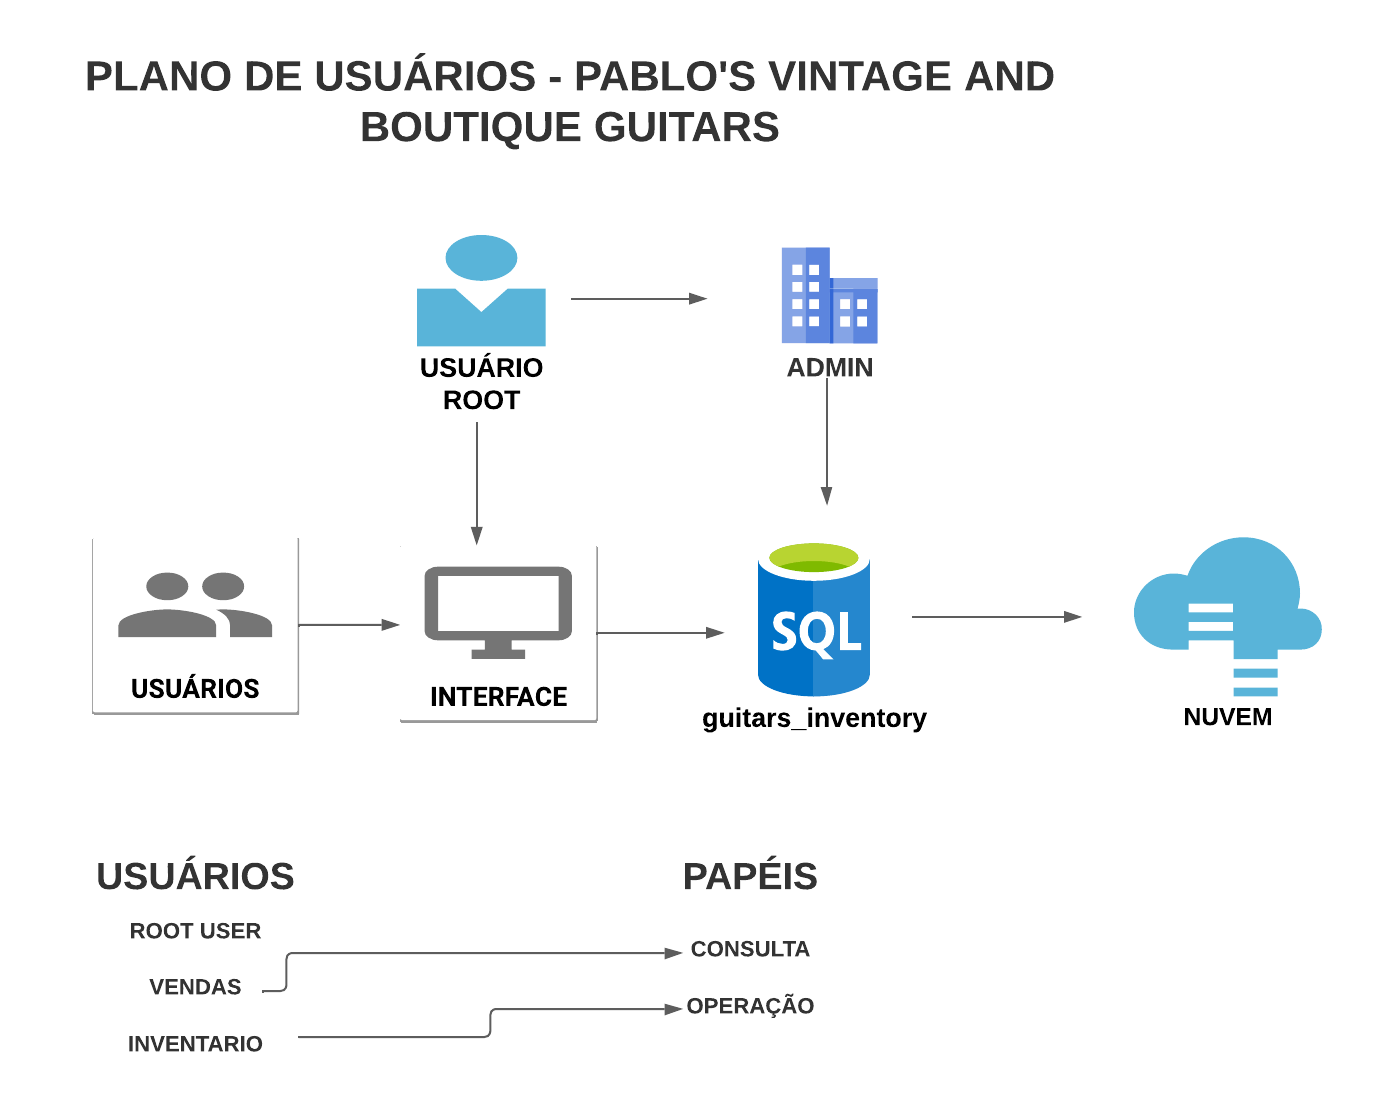 PLANO DE USUÁRIOS - PABLO'S VINTAGE AND
BOUTIQUE GUITARS
USUÁRIO
ROOT
ADMIN
USUÁRIOS
INTERFACE
SQL
guitars_inventory
NUVEM
USUÁRIOS
PAPÉIS
ROOT USER
CONSULTA
VENDAS
OPERAÇÃO
INVENTARIO